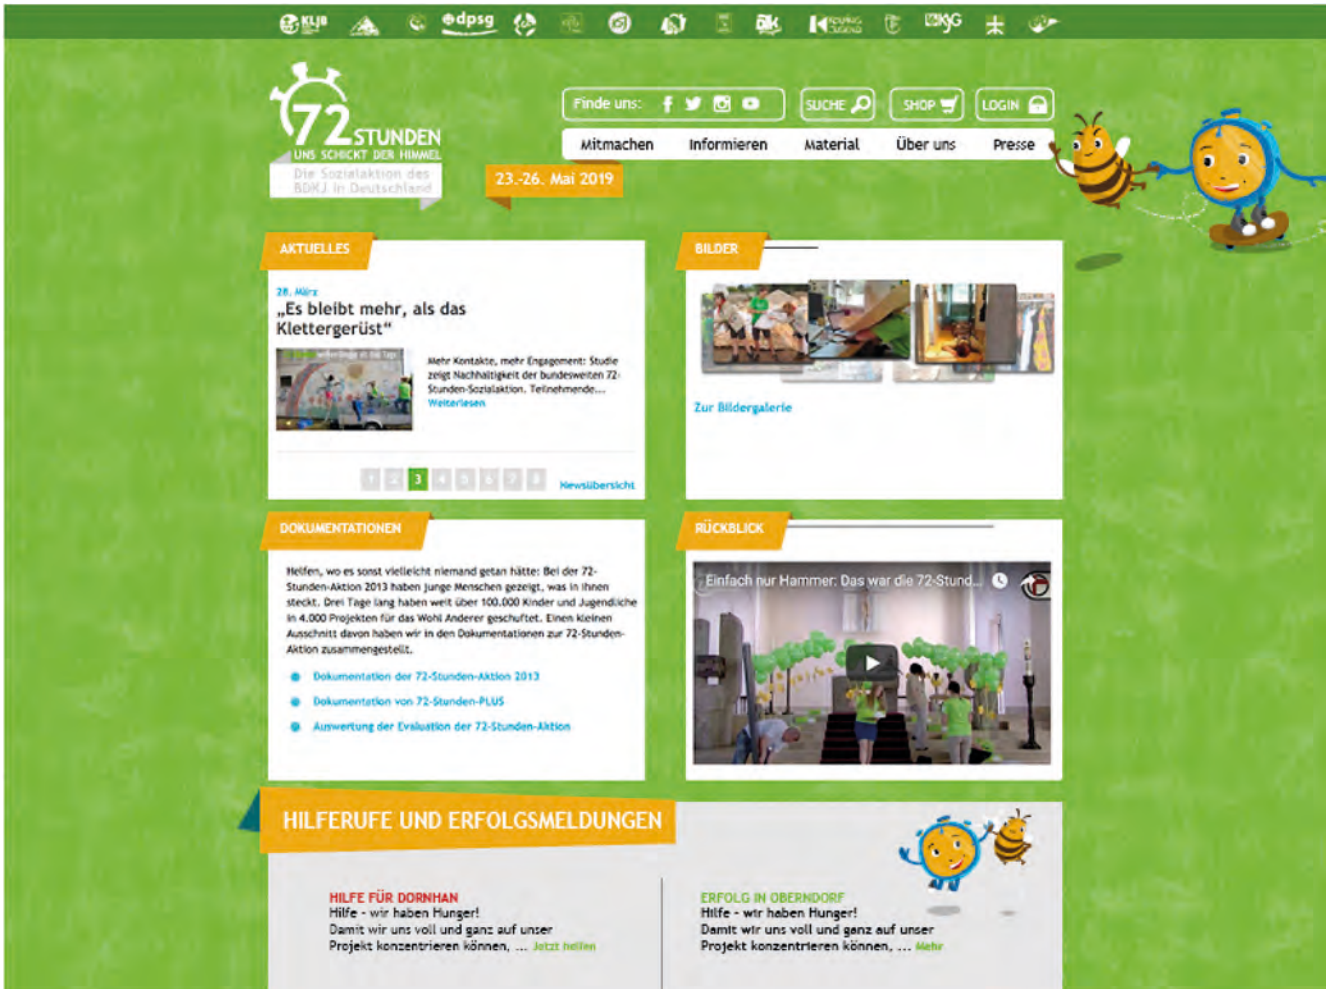 KLJB
dpsg
KjG
72 STUNDEN
UNS SCHICKT DER HIMMEL
Die Sozialaktion des
BDKJ in Deutschland
23.-26. Mai 2019
Finde uns:
SUCHE
SHOP
LOGIN
Mitmachen
Informieren
Material
Über uns
Presse
AKTUELLES
28. März
„Es bleibt mehr, als das
Klettergerüst“
Mehr Kontakte, mehr Engagement: Studie
zeigt Nachhaltigkeit der bundesweiten 72-
Stunden-Sozialaktion. Teilnehmende...
Weiterlesen
1 2 3 4 5 6 7 8
Newsübersicht
BILDER
Zur Bildergalerie
DOKUMENTATIONEN
Helfen, wo es sonst vielleicht niemand getan hätte: Bei der 72-
Stunden-Aktion 2013 haben junge Menschen gezeigt, was in ihnen
steckt. Drei Tage lang haben weit über 100.000 Kinder und Jugendliche
in 4.000 Projekten für das Wohl Anderer geschuftet. Einen kleinen
Ausschnitt davon haben wir in den Dokumentationen zur 72-Stunden-
Aktion zusammengestellt.
Dokumentation der 72-Stunden-Aktion 2013
Dokumentation von 72-Stunden-PLUS
Auswertung der Evaluation der 72-Stunden-Aktion
RÜCKBLICK
Einfach nur Hammer: Das war die 72-Stund...
HILFERUFE UND ERFOLGSMELDUNGEN
HILFE FÜR DORNHAN
Hilfe - wir haben Hunger!
Damit wir uns voll und ganz auf unser
Projekt konzentrieren können, ... Jetzt helfen
ERFOLG IN OBERNDORF
Hilfe - wir haben Hunger!
Damit wir uns voll und ganz auf unser
Projekt konzentrieren können, ... Mehr